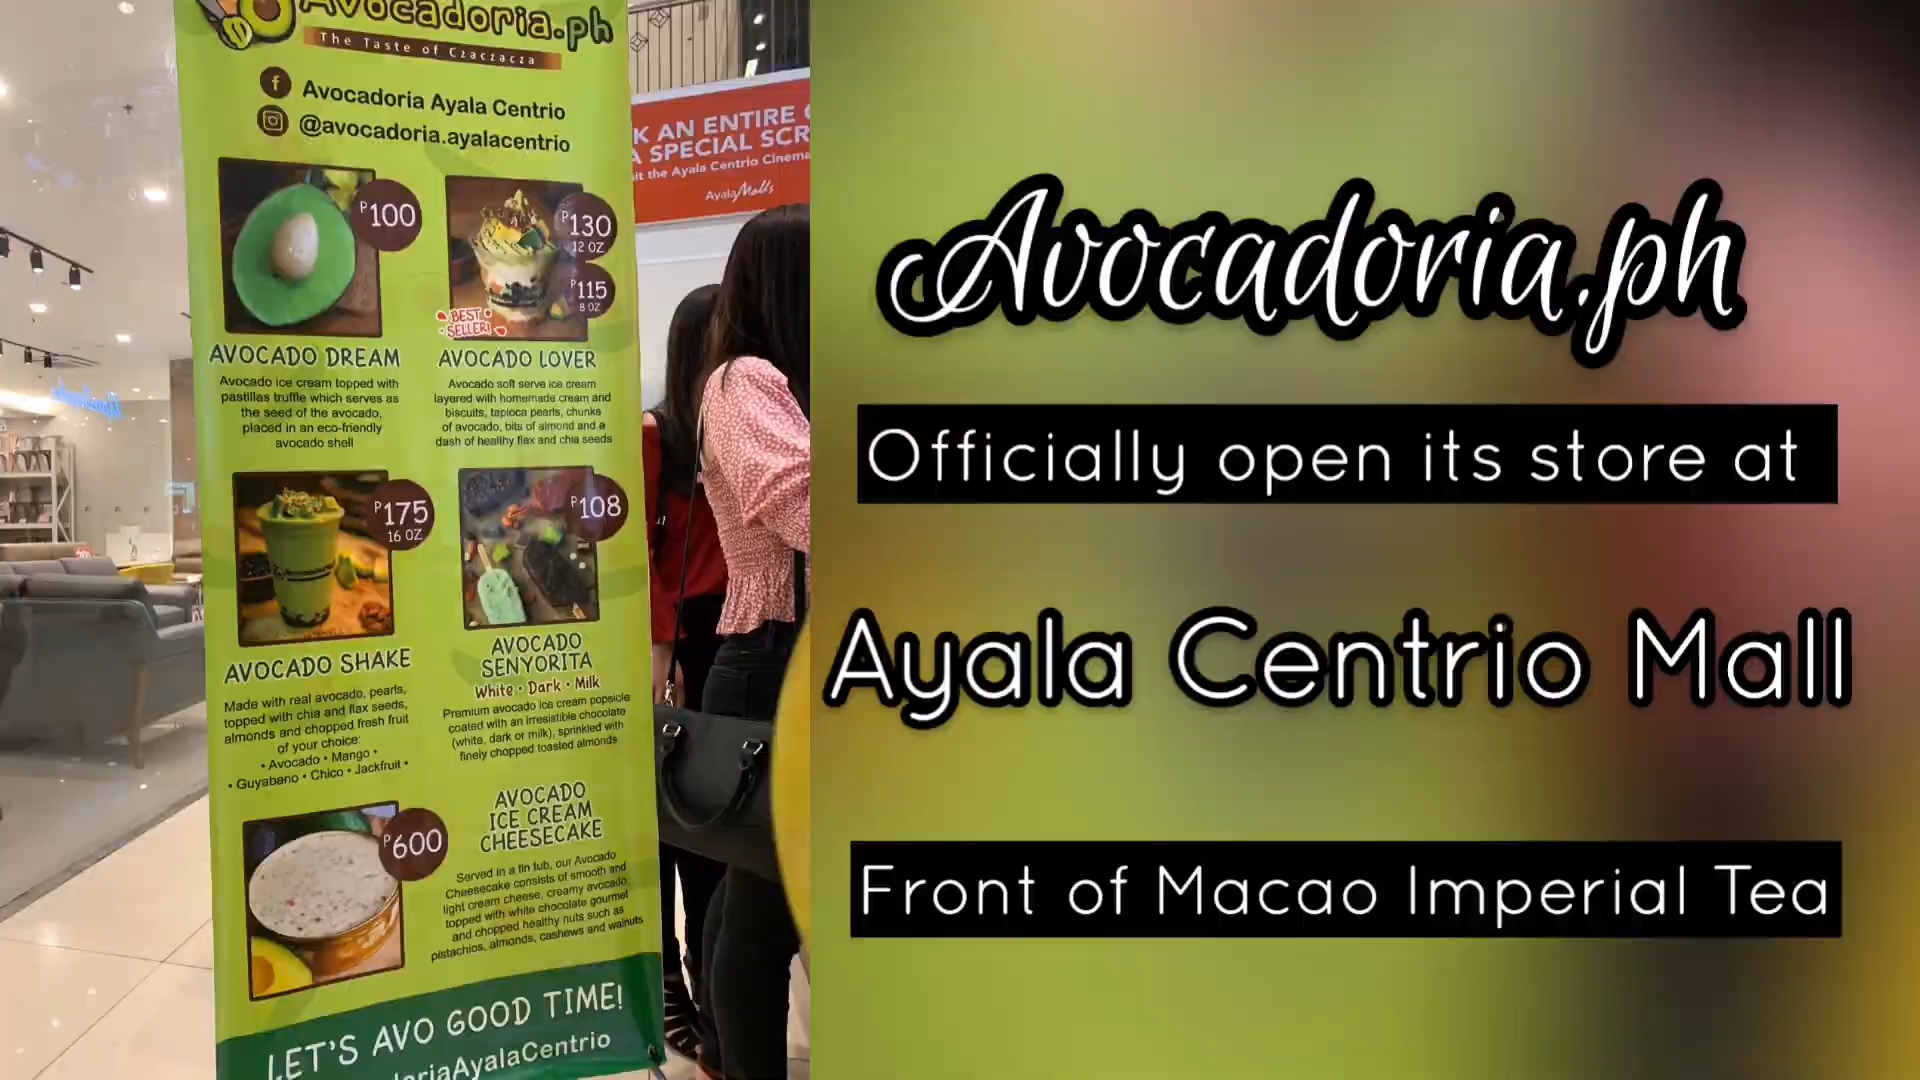 Avocadoria.ph
The Taste of Czaczacza
Avocadoria Ayala Centrio
@avocadoria.ayalacentrio
P100
AVOCADO DREAM
Avocado ice cream topped with
pastillas truffle which serves as
the seed of the avocado,
placed in an eco-friendly
avocado shell
P130
12 OZ
P115
8 OZ
BEST
SELLER!
AVOCADO LOVER
Avocado soft serve ice cream
layered with homemade cream and
biscuits, tapioca pearls, chunks
of avocado, bits of almond and a
dash of healthy flax and chia seeds
P175
16 OZ
AVOCADO SHAKE
Made with real avocado, pearls,
topped with chia and flax seeds,
almonds and chopped fresh fruit
of your choice:
• Avocado • Mango •
• Guyabano • Chico • Jackfruit •
P108
AVOCADO
SENYORITA
White • Dark • Milk
Premium avocado ice cream popsicle
coated with an irresistible chocolate
(white, dark or milk), sprinkled with
finely chopped toasted almonds
P600
AVOCADO
ICE CREAM
CHEESECAKE
Served in a tin tub, our Avocado
Cheesecake consists of smooth and
light cream cheese, creamy avocado,
topped with white chocolate gourmet
and chopped healthy nuts such as
pistachios, almonds, cashews and walnuts
LET'S AVO GOOD TIME!
doriaAyalaCentrio
K AN ENTIRE
A SPECIAL SCR
it the Ayala Centrio Cinema
AyalaMalls
Avocadoria.ph
Officially open its store at
Ayala Centrio Mall
Front of Macao Imperial Tea